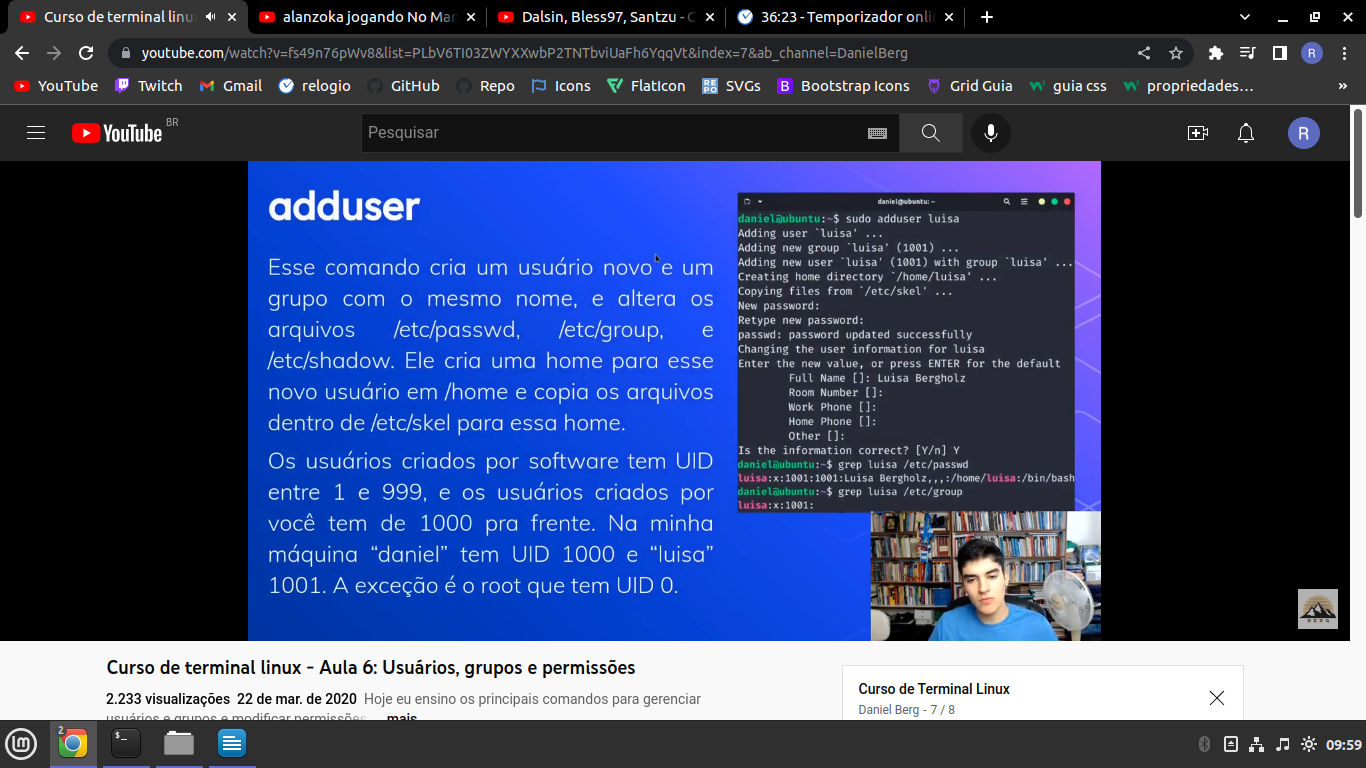 Curso de terminal linux
alanzoka jogando No Man
Dalsin, Bless97, Santzu - C
36:23 - Temporizador onli
youtube.com/watch?v=fs49n76pWv8&list=PLbV6TI03ZWYXXwbP2TNTbviUaFh6YqqVt&index=7&ab_channel=DanielBerg
R
YouTube
Twitch
Gmail
relogio
GitHub
Repo
Icons
FlatIcon
SVGs
Bootstrap Icons
Grid Guia
guia css
propriedades…
»
YouTube BR
Pesquisar
R
adduser
Esse comando cria um usuário novo e um
grupo com o mesmo nome, e altera os
arquivos /etc/passwd, /etc/group, e
/etc/shadow. Ele cria uma home para esse
novo usuário em /home e copia os arquivos
dentro de /etc/skel para essa home.
Os usuários criados por software tem UID
entre 1 e 999, e os usuários criados por
você tem de 1000 pra frente. Na minha
máquina “daniel” tem UID 1000 e “luisa”
1001. A exceção é o root que tem UID 0.
daniel@ubuntu: ~
daniel@ubuntu:~$ sudo adduser luisa
Adding user `luisa' ...
Adding new group `luisa' (1001) ...
Adding new user `luisa' (1001) with group `luisa' ...
Creating home directory `/home/luisa' ...
Copying files from `/etc/skel' ...
New password:
Retype new password:
passwd: password updated successfully
Changing the user information for luisa
Enter the new value, or press ENTER for the default
Full Name []: Luisa Bergholz
Room Number []:
Work Phone []:
Home Phone []:
Other []:
Is the information correct? [Y/n] Y
daniel@ubuntu:~$ grep luisa /etc/passwd
luisa:x:1001:1001:Luisa Bergholz,,,:/home/luisa:/bin/bash
daniel@ubuntu:~$ grep luisa /etc/group
luisa:x:1001:
BERG
Curso de terminal linux - Aula 6: Usuários, grupos e permissões
2.233 visualizações 22 de mar. de 2020 Hoje eu ensino os principais comandos para gerenciar
usuários e grupos e modificar permissões ... mais
Curso de Terminal Linux
Daniel Berg - 7 / 8
2
$_
09:59